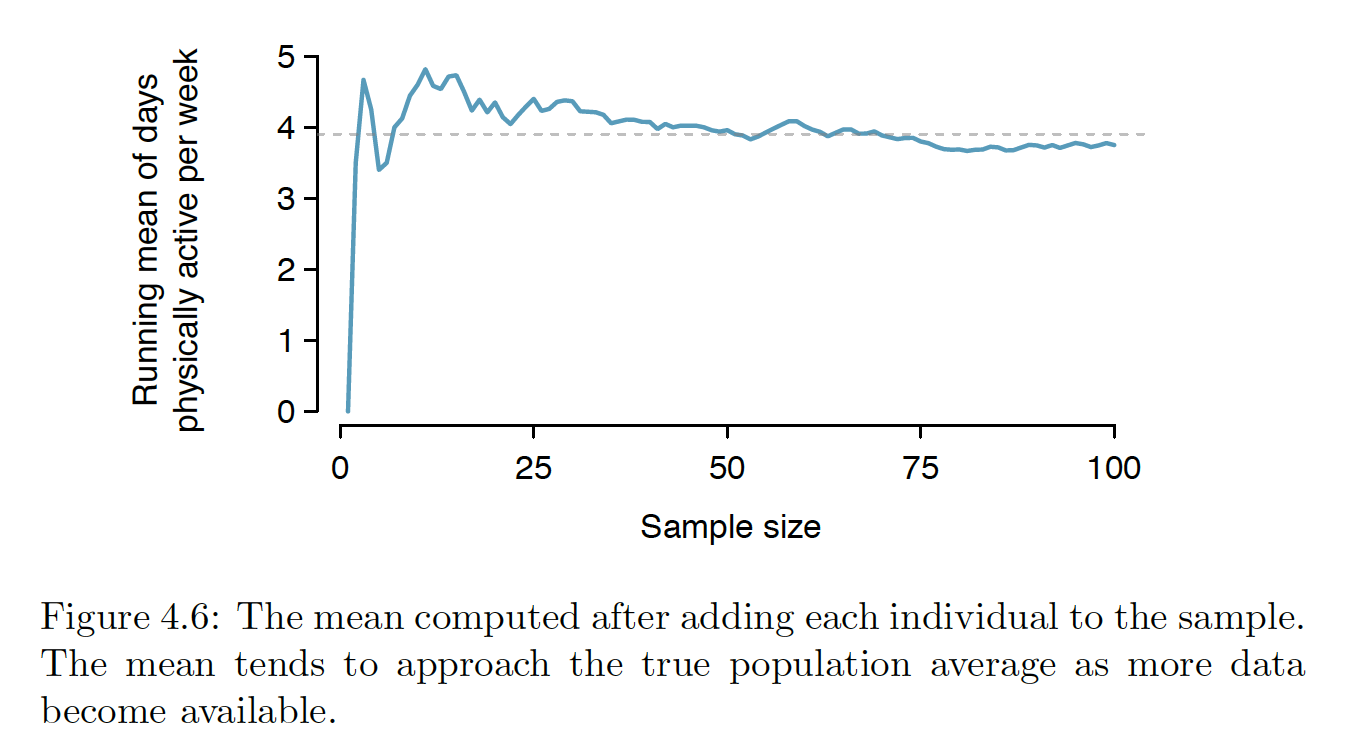 Running mean of days
physically active per week
5
4
3
2
1
0
0 25 50 75 100
Sample size
Figure 4.6: The mean computed after adding each individual to the sample.
The mean tends to approach the true population average as more data
become available.